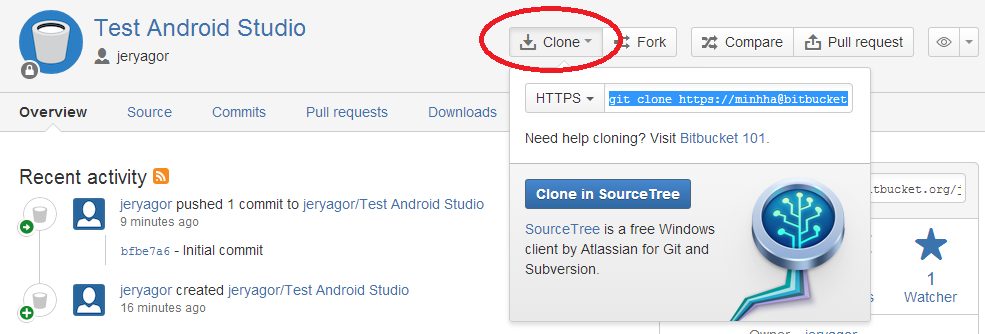 Test Android Studio
jeryagor
Clone
Fork
Compare
Pull request
Overview
Source
Commits
Pull requests
Downloads
HTTPS
git clone https://minhha@bitbucket
Need help cloning? Visit Bitbucket 101.
Clone in SourceTree
SourceTree is a free Windows
client by Atlassian for Git and
Subversion.
Recent activity
jeryagor pushed 1 commit to jeryagor/Test Android Studio
9 minutes ago
bfbe7a6 - Initial commit
jeryagor created jeryagor/Test Android Studio
16 minutes ago
tbucket.org/j
1
Watcher
Owner jeryagor